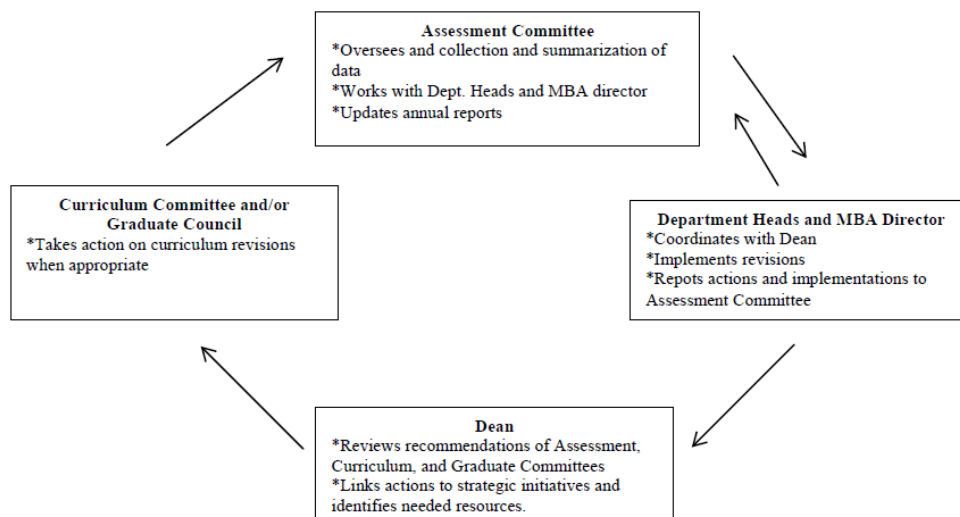 Assessment Committee
*Oversees and collection and summarization of
data
*Works with Dept. Heads and MBA director
*Updates annual reports
Curriculum Committee and/or
Graduate Council
*Takes action on curriculum revisions
when appropriate
Department Heads and MBA Director
*Coordinates with Dean
*Implements revisions
*Repots actions and implementations to
Assessment Committee
Dean
*Reviews recommendations of Assessment,
Curriculum, and Graduate Committees
*Links actions to strategic initiatives and
identifies needed resources.